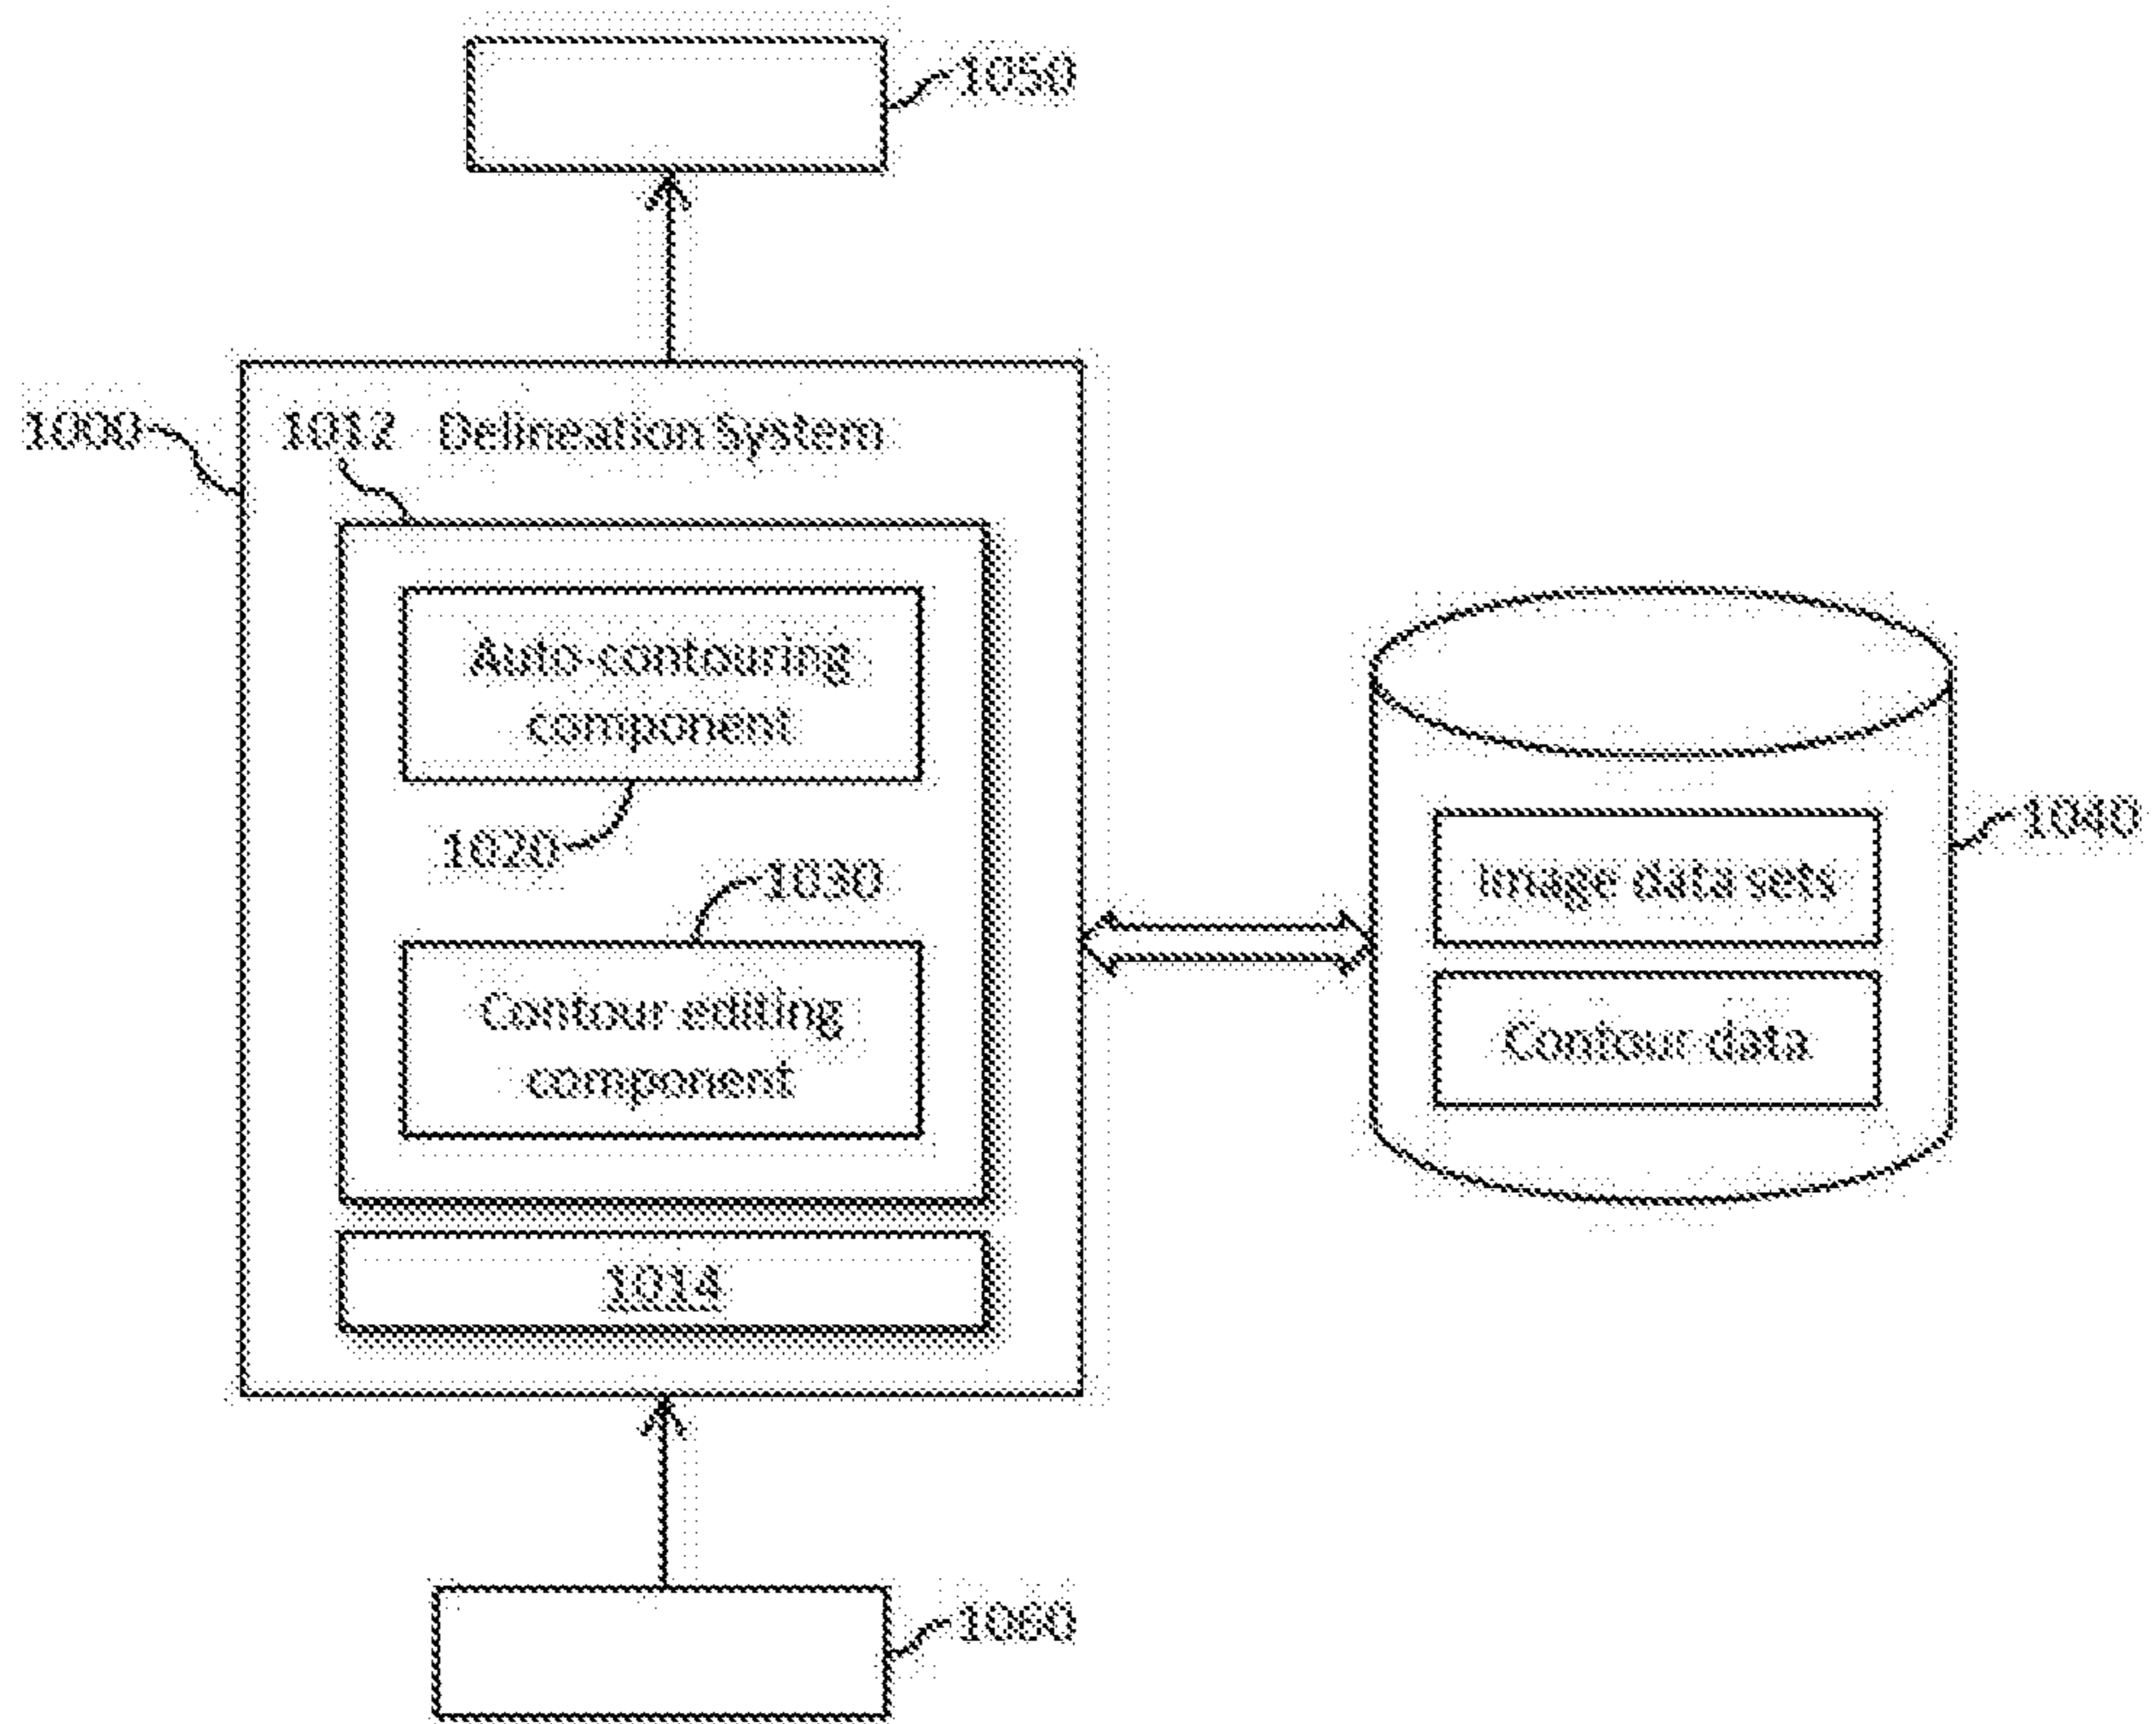 1050
1000
1012 Delineation System
Auto-contouring
component
1020
1030
Contour editing
component
1014
Image data sets
Contour data
1040
1060